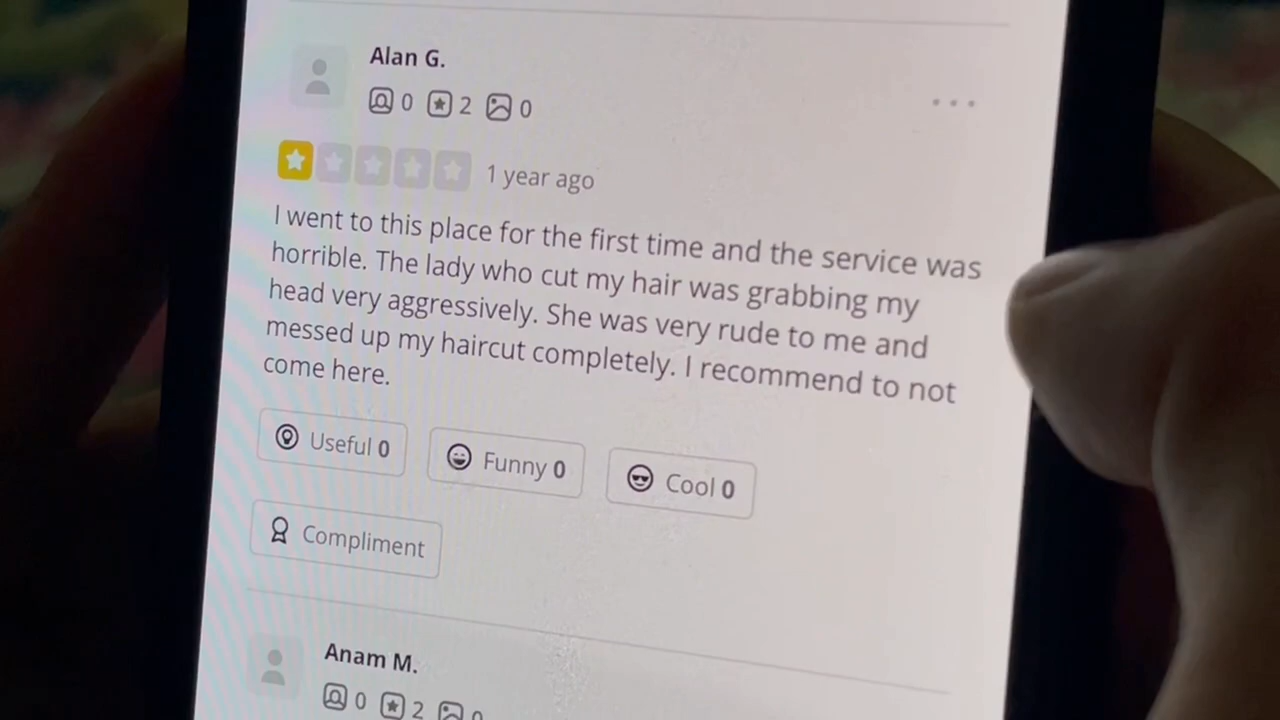 Alan G.
0 2 0
1 year ago
I went to this place for the first time and the service was
horrible. The lady who cut my hair was grabbing my
head very aggressively. She was very rude to me and
messed up my haircut completely. I recommend to not
come here.
Useful 0 Funny 0 Cool 0
Compliment
Anam M.
0 2 0